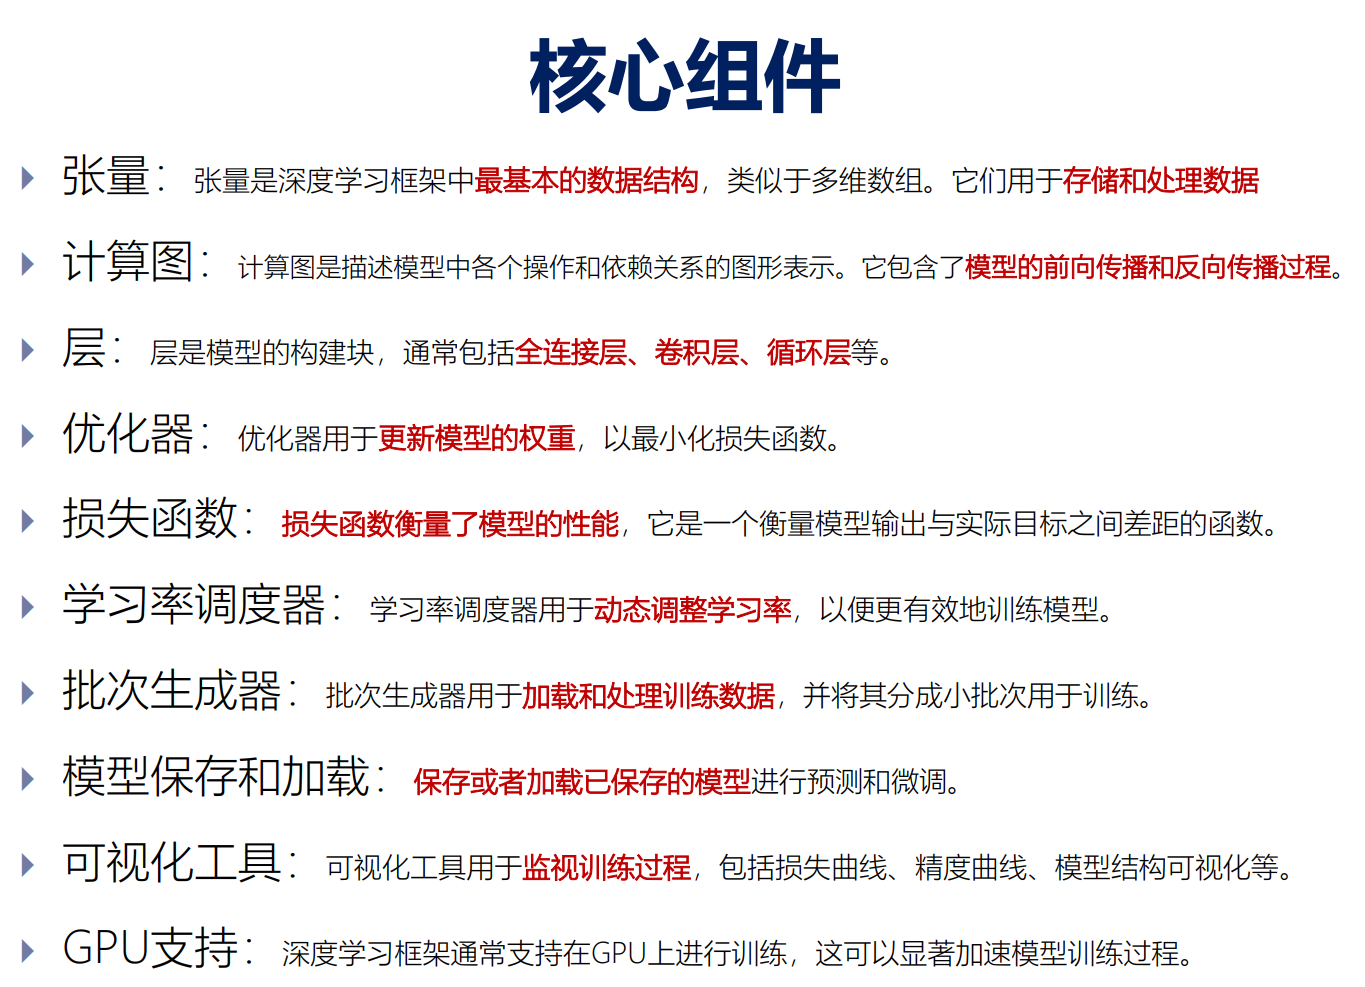 核心组件
张量：张量是深度学习框架中最基本的数据结构，类似于多维数组。它们用于存储和处理数据
计算图：计算图是描述模型中各个操作和依赖关系的图形表示。它包含了模型的前向传播和反向传播过程。
层：层是模型的构建块，通常包括全连接层、卷积层、循环层等。
优化器：优化器用于更新模型的权重，以最小化损失函数。
损失函数：损失函数衡量了模型的性能，它是一个衡量模型输出与实际目标之间差距的函数。
学习率调度器：学习率调度器用于动态调整学习率，以便更有效地训练模型。
批次生成器：批次生成器用于加载和处理训练数据，并将其分成小批次用于训练。
模型保存和加载：保存或者加载已保存的模型进行预测和微调。
可视化工具：可视化工具用于监视训练过程，包括损失曲线、精度曲线、模型结构可视化等。
GPU支持：深度学习框架通常支持在GPU上进行训练，这可以显著加速模型训练过程。